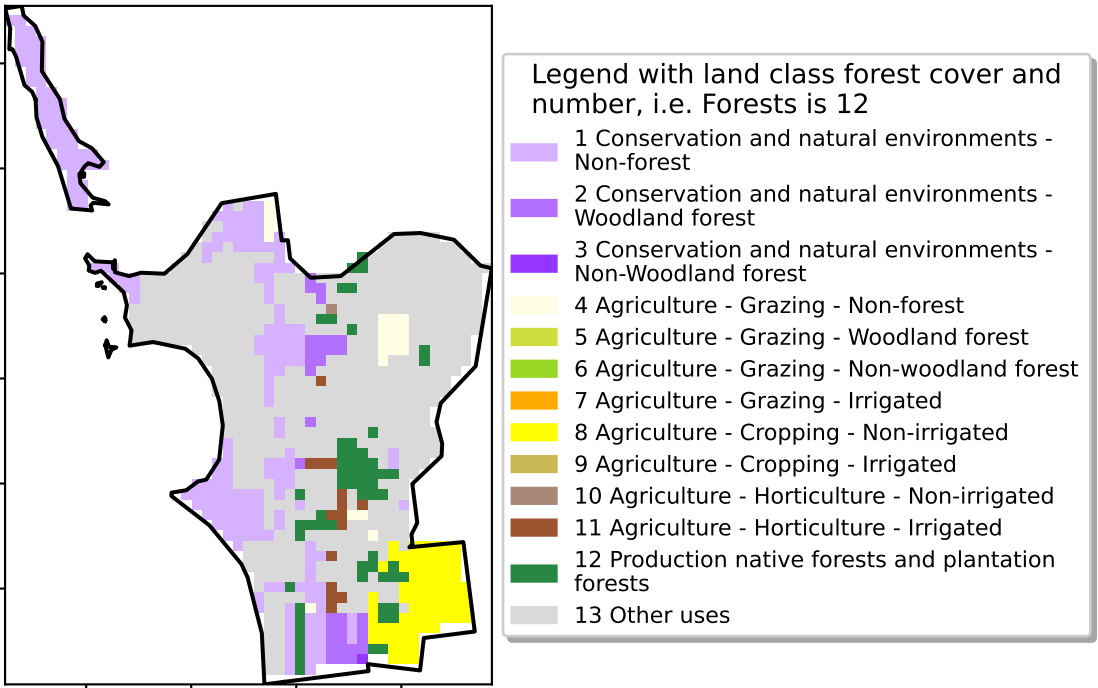 Legend with land class forest cover and
number, i.e. Forests is 12
1 Conservation and natural environments -
Non-forest
2 Conservation and natural environments -
Woodland forest
3 Conservation and natural environments -
Non-Woodland forest
4 Agriculture - Grazing - Non-forest
5 Agriculture - Grazing - Woodland forest
6 Agriculture - Grazing - Non-woodland forest
7 Agriculture - Grazing - Irrigated
8 Agriculture - Cropping - Non-irrigated
9 Agriculture - Cropping - Irrigated
10 Agriculture - Horticulture - Non-irrigated
11 Agriculture - Horticulture - Irrigated
12 Production native forests and plantation
forests
13 Other uses